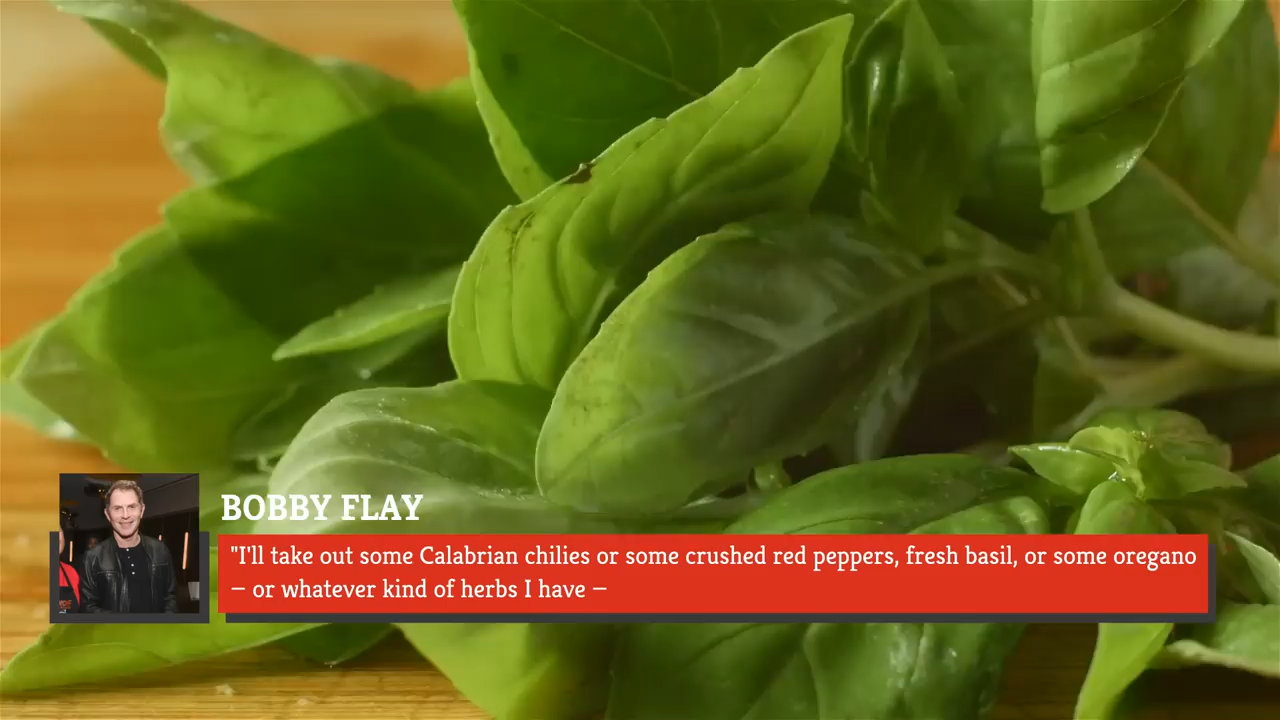 BOBBY FLAY
"I'll take out some Calabrian chilies or some crushed red peppers, fresh basil, or some oregano
— or whatever kind of herbs I have —